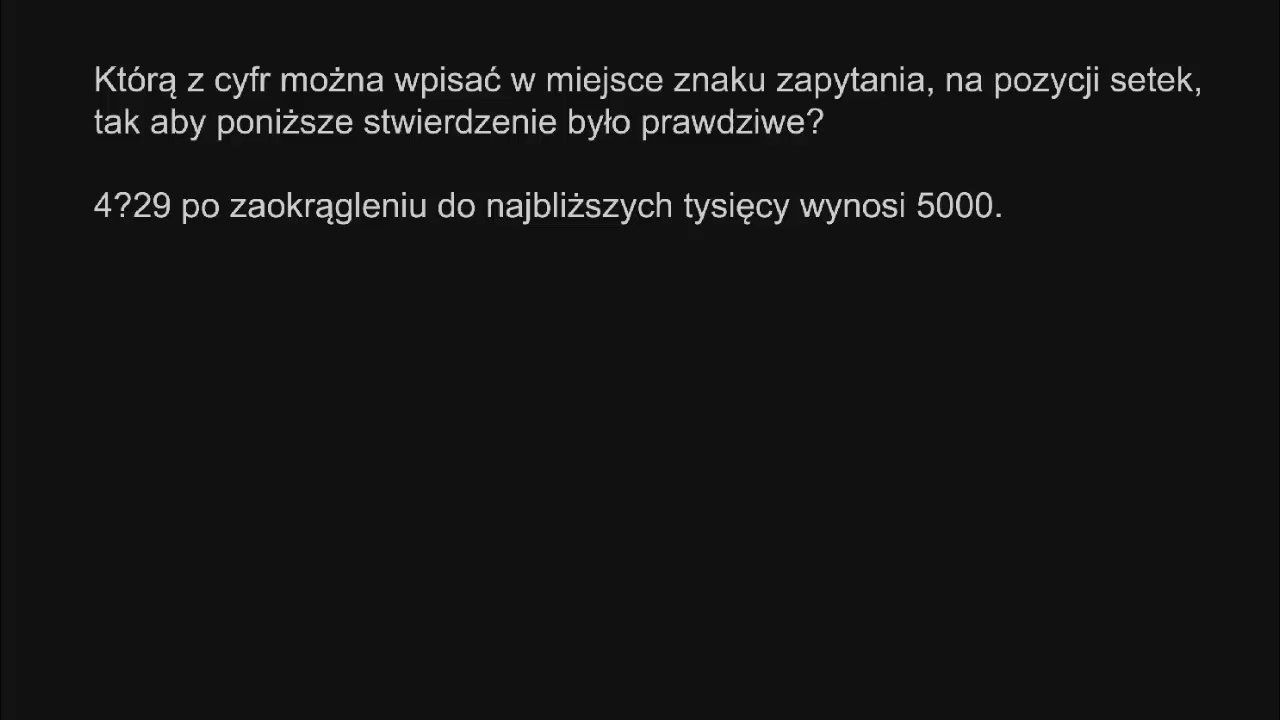 Którą z cyfr można wpisać w miejsce znaku zapytania, na pozycji setek,
tak aby poniższe stwierdzenie było prawdziwe?
4?29 po zaokrągleniu do najbliższych tysięcy wynosi 5000.